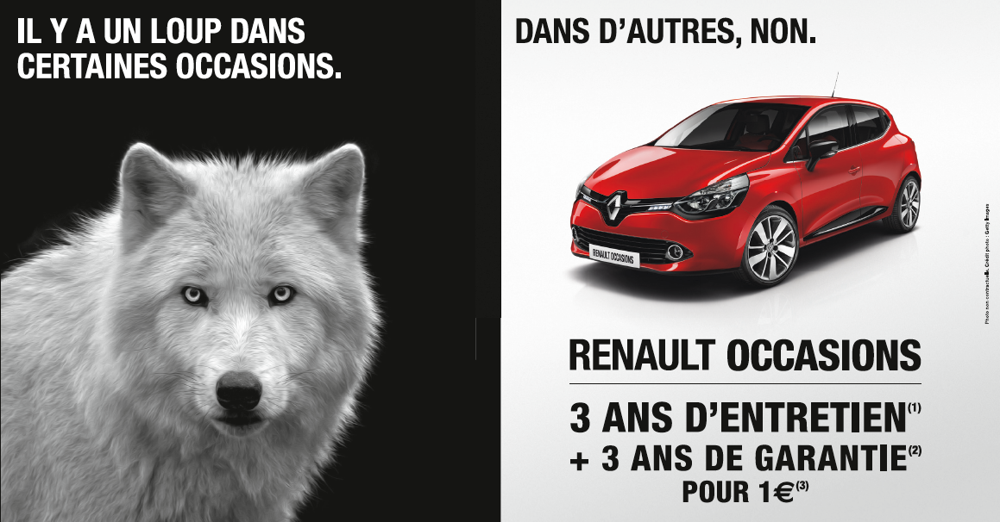 IL Y A UN LOUP DANS
CERTAINES OCCASIONS.
DANS D'AUTRES, NON.
RENAULT OCCASIONS
Photo non contractuelle. Crédit photo : Getty Images
RENAULT OCCASIONS
3 ANS D'ENTRETIEN(1)
+ 3 ANS DE GARANTIE(2)
POUR 1€(3)